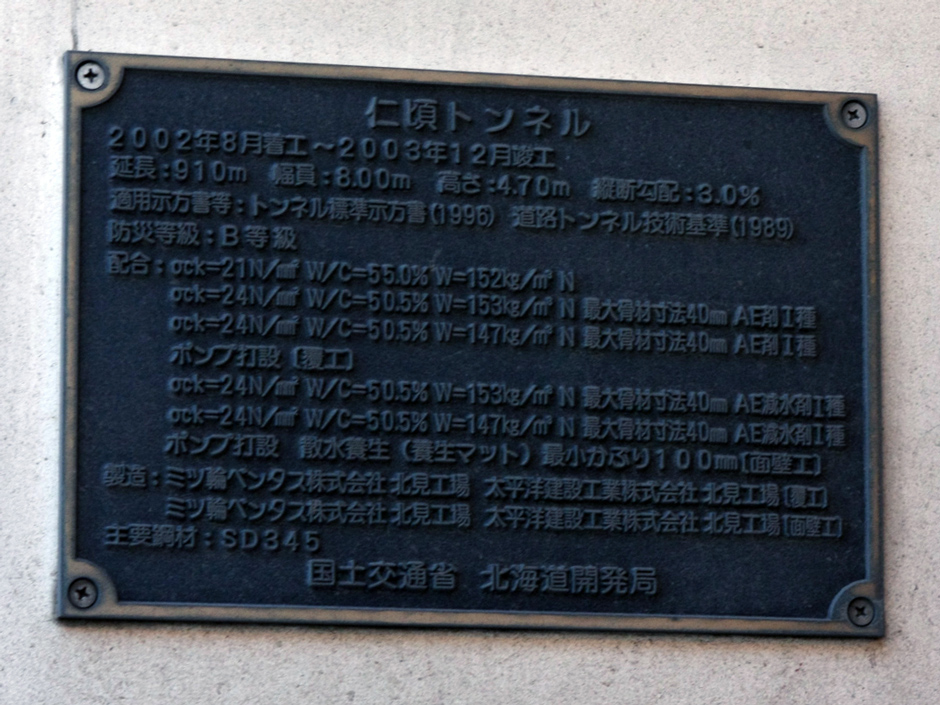 仁頃トンネル
2002年8月着工～2003年12月竣工
延長:910m 幅員:8.00m 高さ:4.70m 縦断勾配:3.0%
適用示方書等:トンネル標準示方書(1996) 道路トンネル技術基準(1989)
防災等級:B等級
配合:σck=21N/m㎡ W/C=55.0% W=152kg/㎥ N
σck=24N/m㎡ W/C=50.5% W=153kg/㎥ N 最大骨材寸法40㎜ AE剤I種
σck=24N/m㎡ W/C=50.5% W=147kg/㎥ N 最大骨材寸法40㎜ AE剤I種
ポンプ打設〔覆工〕
σck=24N/m㎡ W/C=50.5% W=153kg/㎥ N 最大骨材寸法40㎜ AE減水剤I種
σck=24N/m㎡ W/C=50.5% W=147kg/㎥ N 最大骨材寸法40㎜ AE減水剤I種
ポンプ打設 散水養生(養生マット)最小かぶり100㎜〔面壁工〕
製造:ミツ輪ベンタス株式会社 北見工場 太平洋建設工業株式会社 北見工場〔覆工〕
ミツ輪ベンタス株式会社 北見工場 太平洋建設工業株式会社 北見工場〔面壁工〕
主要鋼材:SD345
国土交通省 北海道開発局